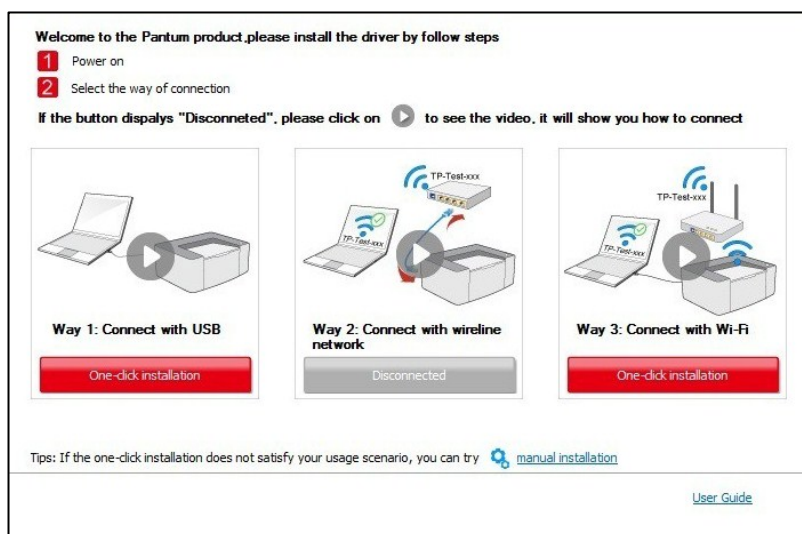 Welcome to the Pantum product,please install the driver by follow steps
1 Power on
2 Select the way of connection
If the button dispalys "Disconneted", please click on to see the video, it will show you how to connect
TP-Test-xxx
TP-Test-xxx
TP-Test-xxx
TP-Test-xxx
Way 1: Connect with USB
Way 2: Connect with wireline
network
Way 3: Connect with Wi-Fi
One-click installation
Disconnected
One-click installation
Tips: If the one-click installation does not satisfy your usage scenario, you can try manual installation
User Guide